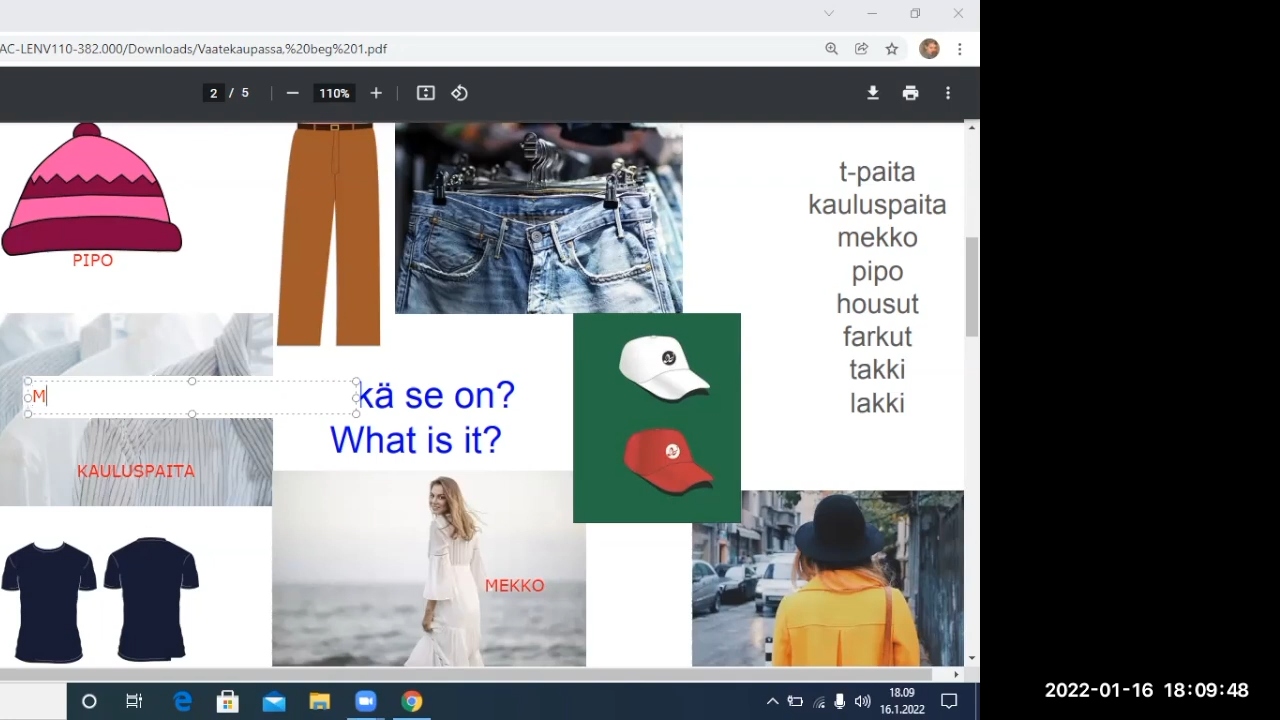 AC-LENV110-382.000/Downloads/Vaatekaupassa,%20beg%201.pdf
2 / 5
110%
PIPO
t-paita
kauluspaita
mekko
pipo
housut
farkut
takki
lakki
M
kä se on?
What is it?
KAULUSPAITA
MEKKO
18.09
16.1.2022
2022-01-16 18:09:48